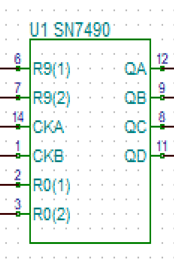 U1 SN7490
6 R9(1) QA 12
7 R9(2) QB 9
14 CKA QC 8
1 CKB QD 11
2 R0(1)
3 R0(2)